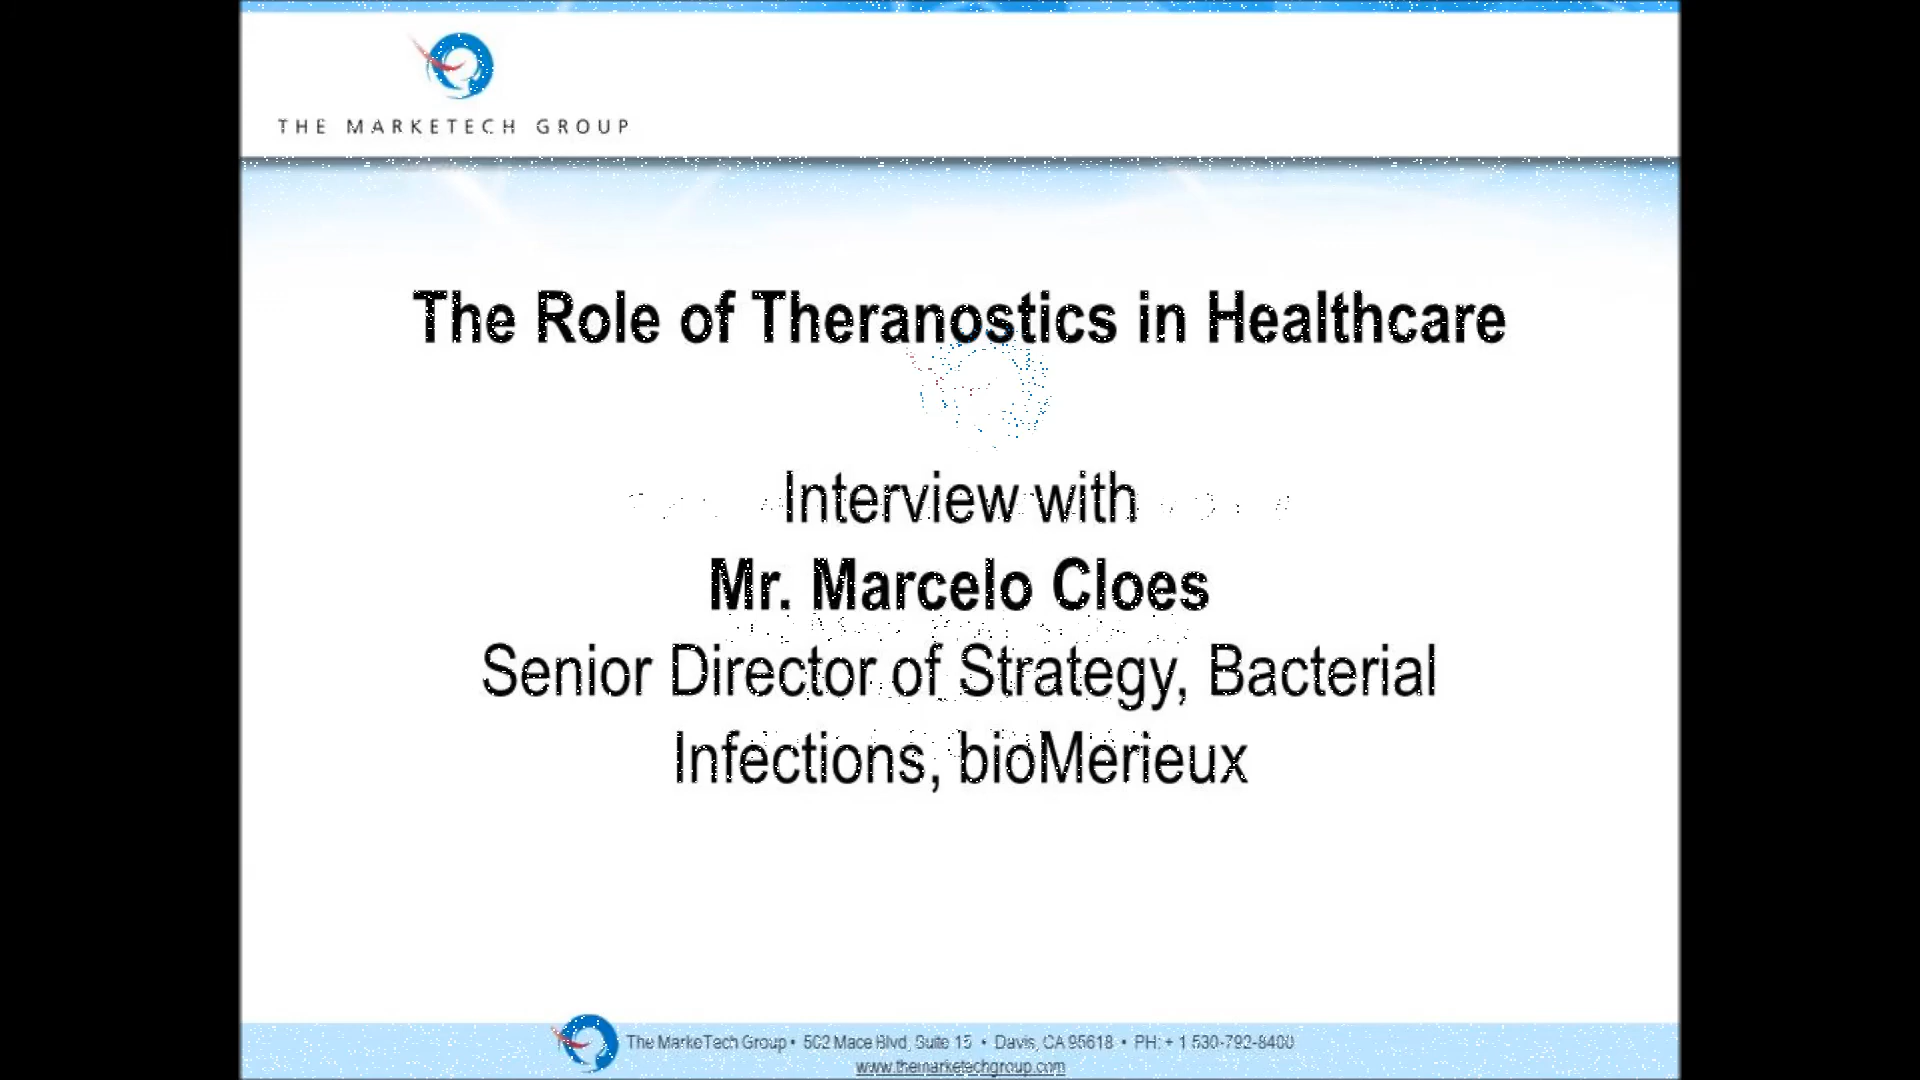 THE MARKETECH GROUP
The Role of Theranostics in Healthcare
Interview with
Mr. Marcelo Cloes
Senior Director of Strategy, Bacterial
Infections, bioMerieux
The MarkeTech Group • 502 Mace Blvd, Suite 15 • Davis, CA 95618 • PH: + 1 530-792-8400
www.themarketechgroup.com